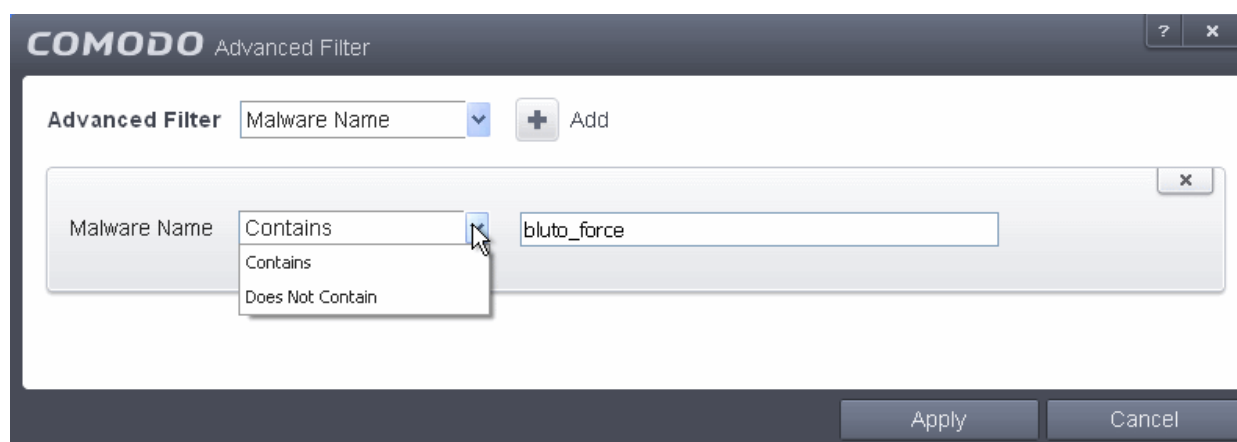 COMODO Advanced Filter ? x
Advanced Filter Malware Name + Add
x
Malware Name Contains bluto_force
Contains
Does Not Contain
Apply Cancel